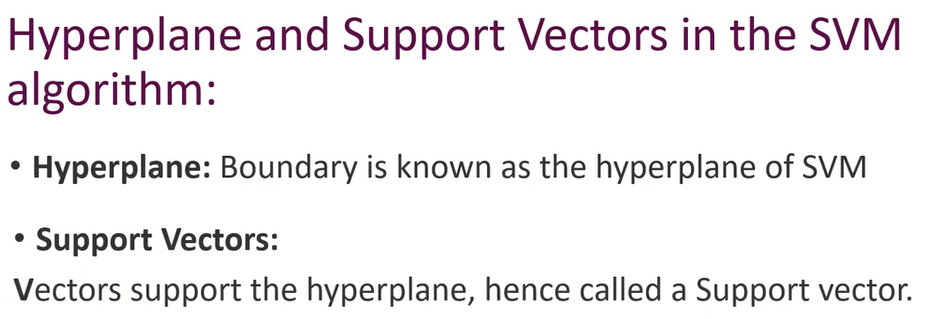 Hyperplane and Support Vectors in the SVM
algorithm:
• Hyperplane: Boundary is known as the hyperplane of SVM
• Support Vectors:
Vectors support the hyperplane, hence called a Support vector.